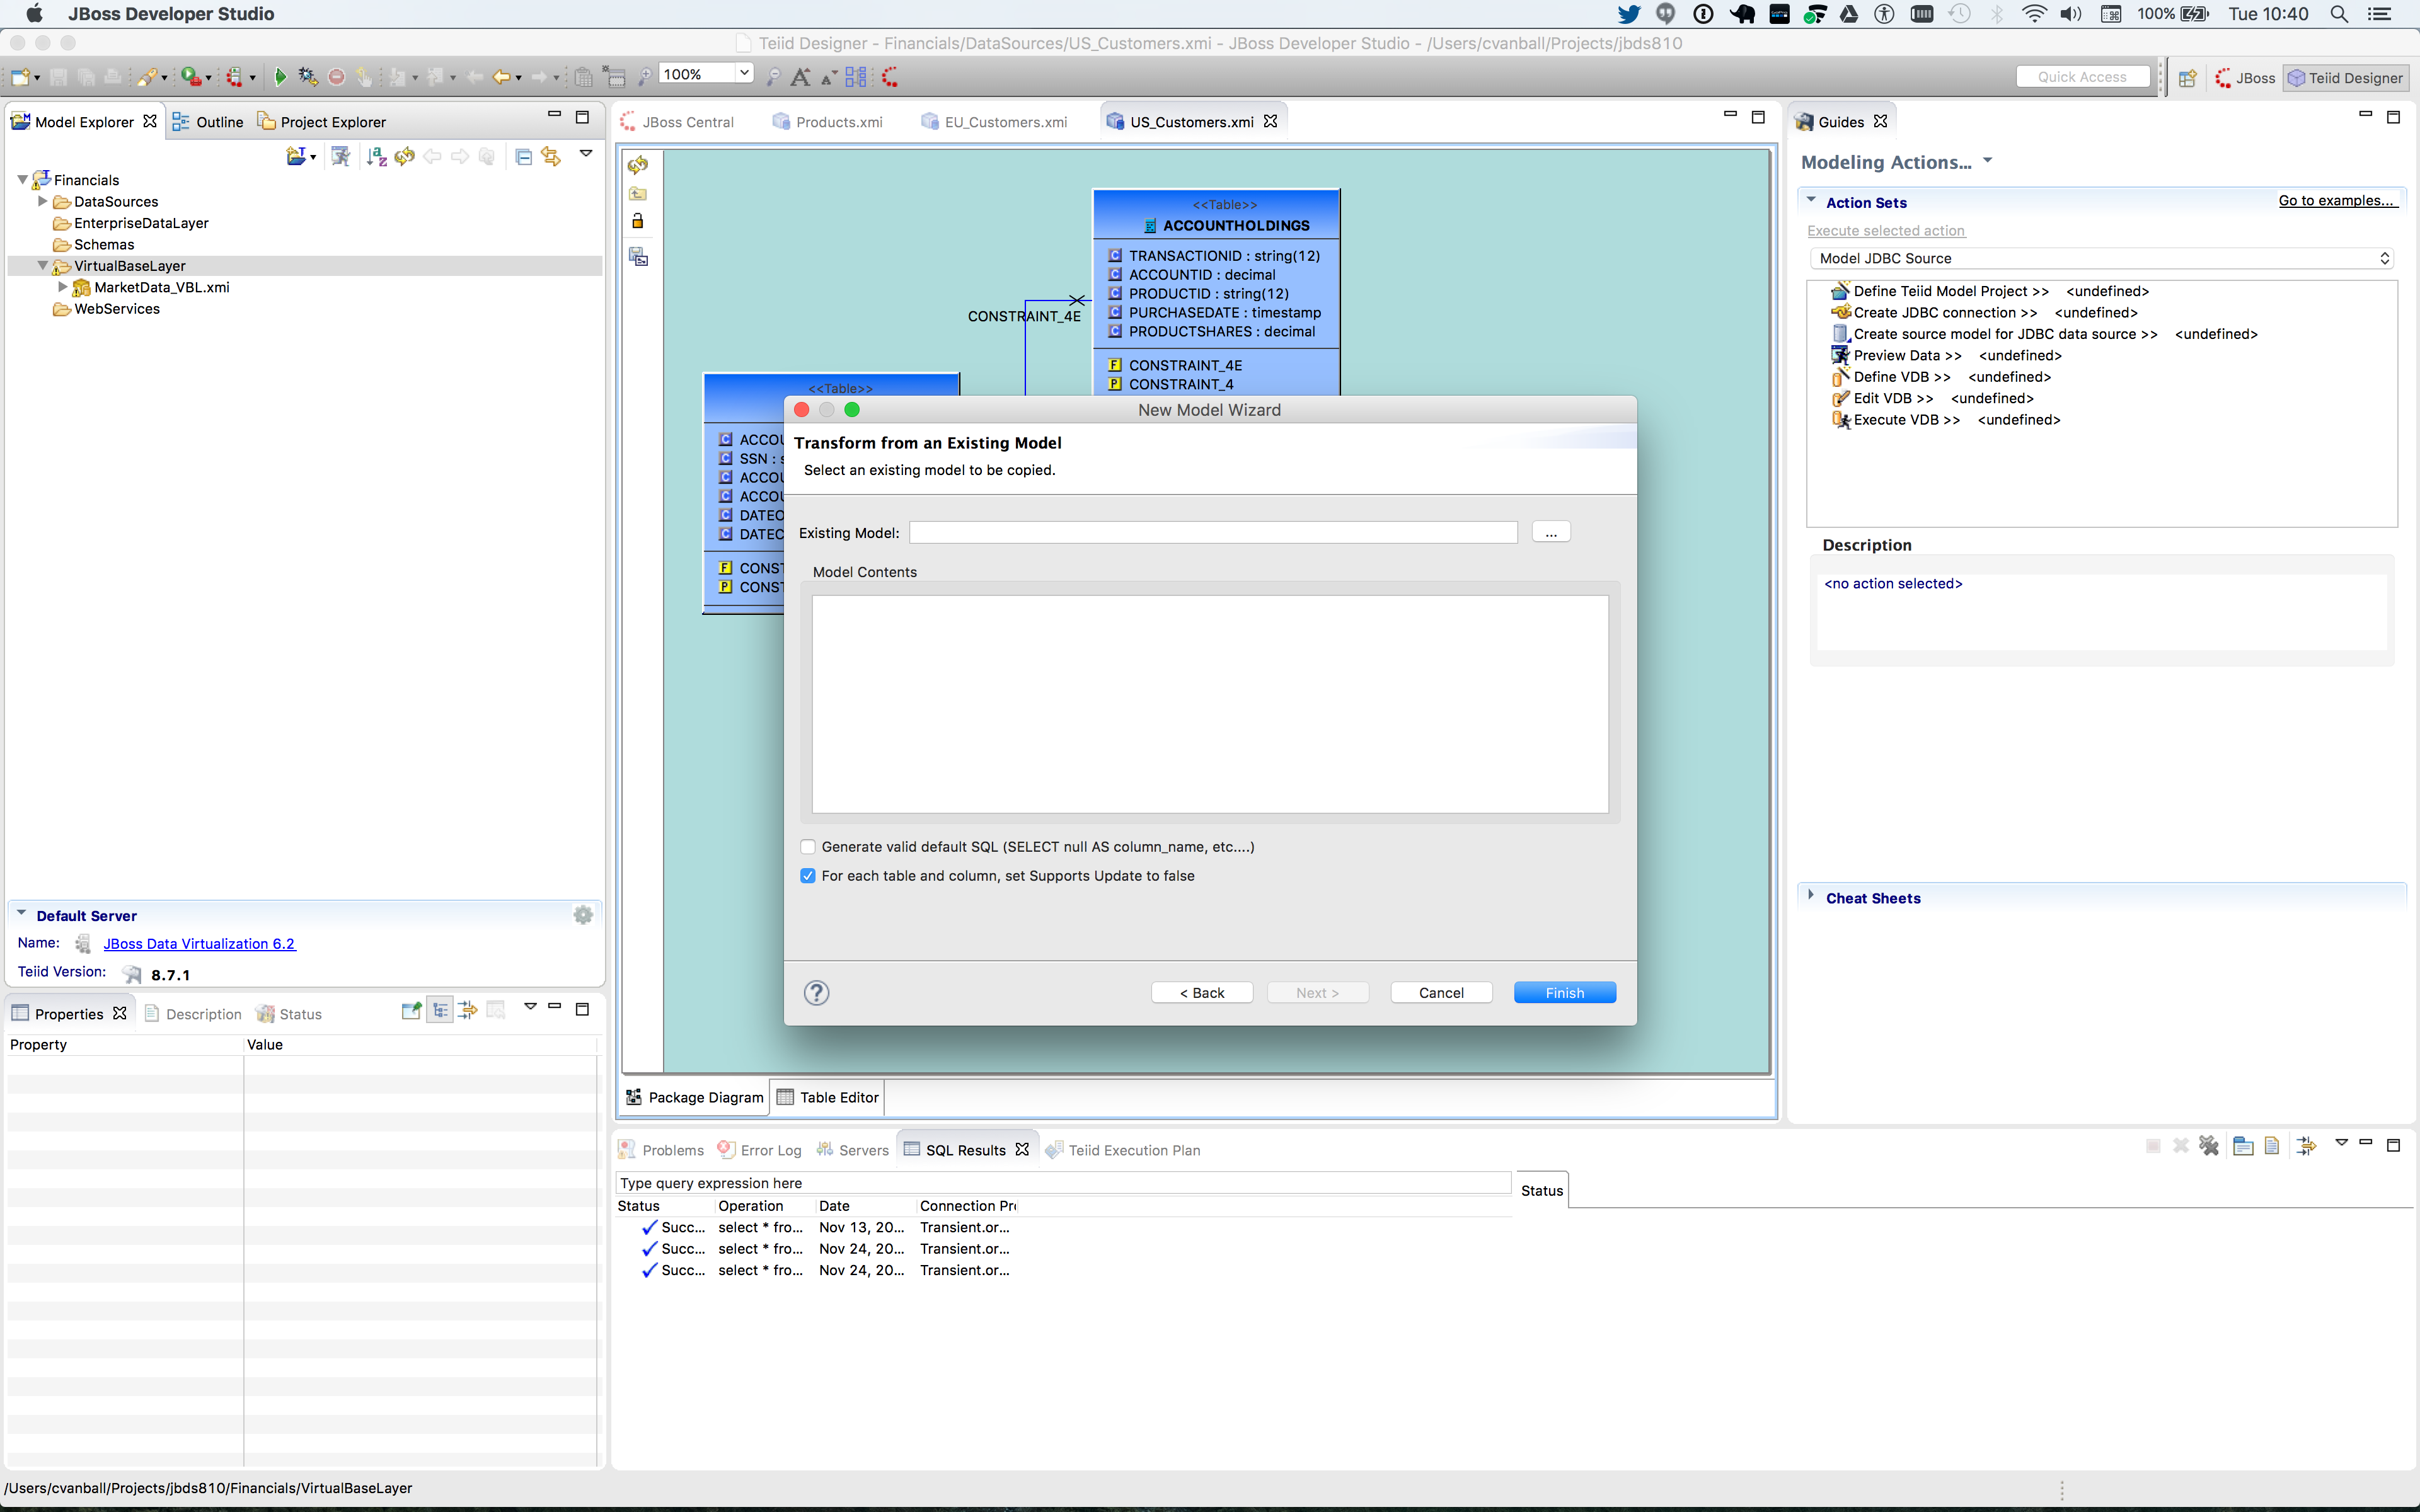 JBoss Developer Studio
100%
Tue 10:40
Teiid Designer - Financials/DataSources/US_Customers.xmi - JBoss Developer Studio - /Users/cvanball/Projects/jbds810
100%
Quick Access
JBoss
Teiid Designer
Model Explorer
Outline
Project Explorer
Financials
DataSources
EnterpriseDataLayer
Schemas
VirtualBaseLayer
MarketData_VBL.xmi
WebServices
Default Server
Name:
JBoss Data Virtualization 6.2
Teiid Version:
8.7.1
Properties
Description
Status
Property
Value
JBoss Central
Products.xmi
EU_Customers.xmi
US_Customers.xmi
<<Table>>
ACCOUNTHOLDINGS
TRANSACTIONID : string(12)
ACCOUNTID : decimal
PRODUCTID : string(12)
PURCHASEDATE : timestamp
PRODUCTSHARES : decimal
CONSTRAINT_4E
CONSTRAINT_4
CONSTRAINT_4E
<<Table>>
ACCOU
SSN : s
ACCOU
ACCOU
DATEO
DATEC
CONST
CONST
New Model Wizard
Transform from an Existing Model
Select an existing model to be copied.
Existing Model:
...
Model Contents
Generate valid default SQL (SELECT null AS column_name, etc....)
For each table and column, set Supports Update to false
?
< Back
Next >
Cancel
Finish
Package Diagram
Table Editor
Problems
Error Log
Servers
SQL Results
Teiid Execution Plan
Type query expression here
Status
Operation
Date
Connection Pr
Succ...
select * fro...
Nov 13, 20...
Transient.or...
Succ...
select * fro...
Nov 24, 20...
Transient.or...
Succ...
select * fro...
Nov 24, 20...
Transient.or...
Status
Guides
Modeling Actions...
Action Sets
Go to examples...
Execute selected action
Model JDBC Source
Define Teiid Model Project >> <undefined>
Create JDBC connection >> <undefined>
Create source model for JDBC data source >> <undefined>
Preview Data >> <undefined>
Define VDB >> <undefined>
Edit VDB >> <undefined>
Execute VDB >> <undefined>
Description
<no action selected>
Cheat Sheets
/Users/cvanball/Projects/jbds810/Financials/VirtualBaseLayer